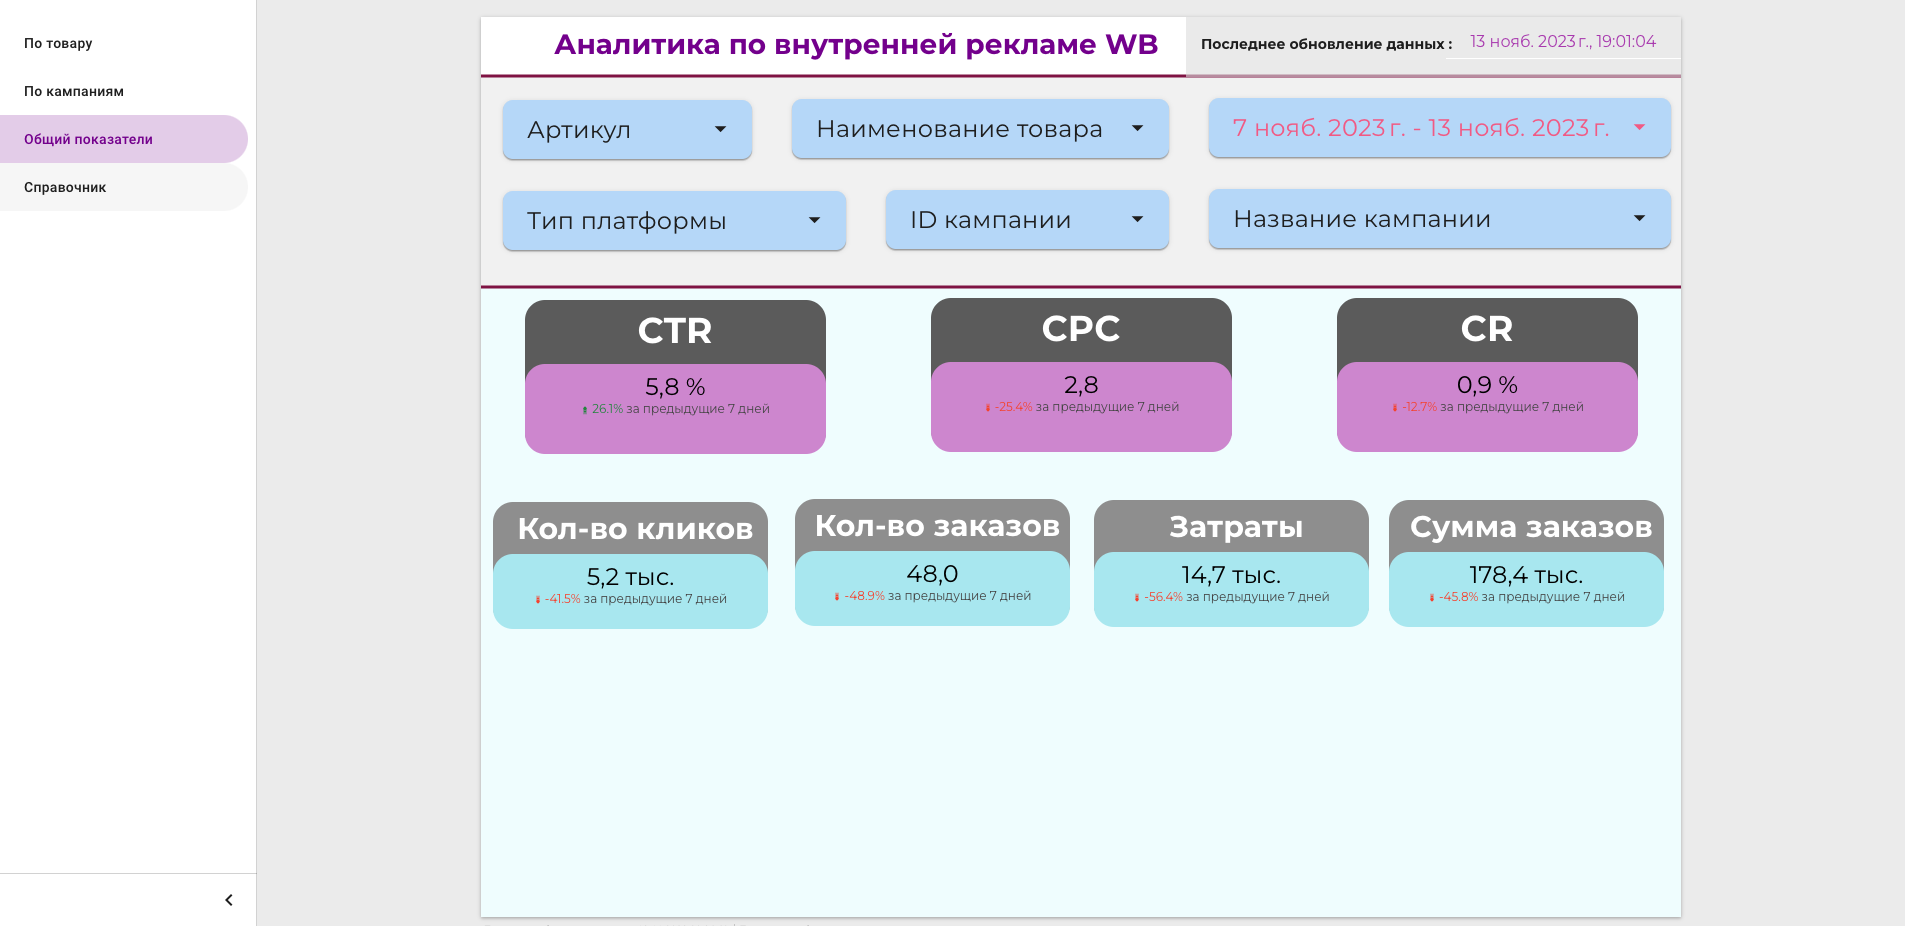 По товару
По кампаниям
Общий показатели
Справочник
Аналитика по внутренней рекламе WB
Последнее обновление данных :
13 нояб. 2023 г., 19:01:04
Артикул
Наименование товара
7 нояб. 2023 г. - 13 нояб. 2023 г.
Тип платформы
ID кампании
Название кампании
CTR
5,8 %
26.1% за предыдущие 7 дней
CPC
2,8
-25.4% за предыдущие 7 дней
CR
0,9 %
-12.7% за предыдущие 7 дней
Кол-во кликов
5,2 тыс.
-41.5% за предыдущие 7 дней
Кол-во заказов
48,0
-48.9% за предыдущие 7 дней
Затраты
14,7 тыс.
-56.4% за предыдущие 7 дней
Сумма заказов
178,4 тыс.
-45.8% за предыдущие 7 дней